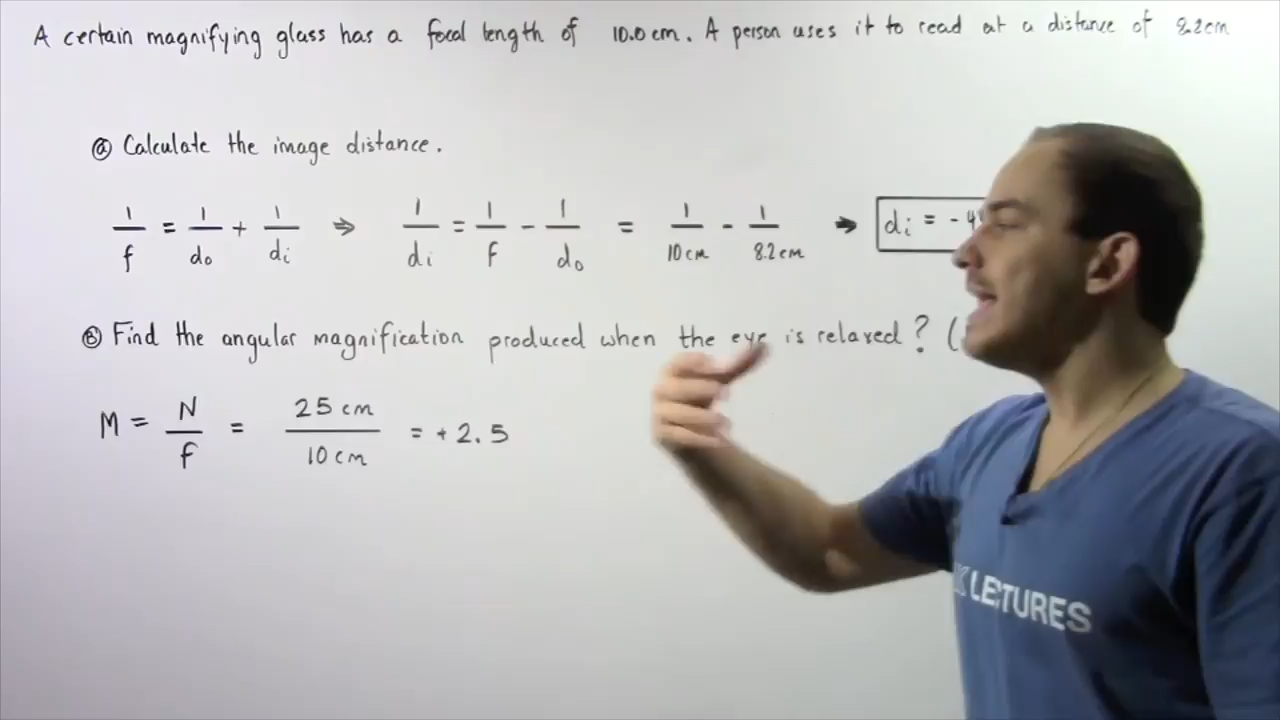 A certain magnifying glass has a focal length of 10.0 cm. A person uses it to read at a distance of 8.2cm
ⓐ Calculate the image distance.
1/f = 1/do + 1/di ⇒ 1/di = 1/f - 1/do = 1/10cm - 1/8.2cm → di = -4
Ⓑ Find the angular magnification produced when the eye is relaxed? (
M = N/f = 25 cm/10 cm = +2.5
LECTURES